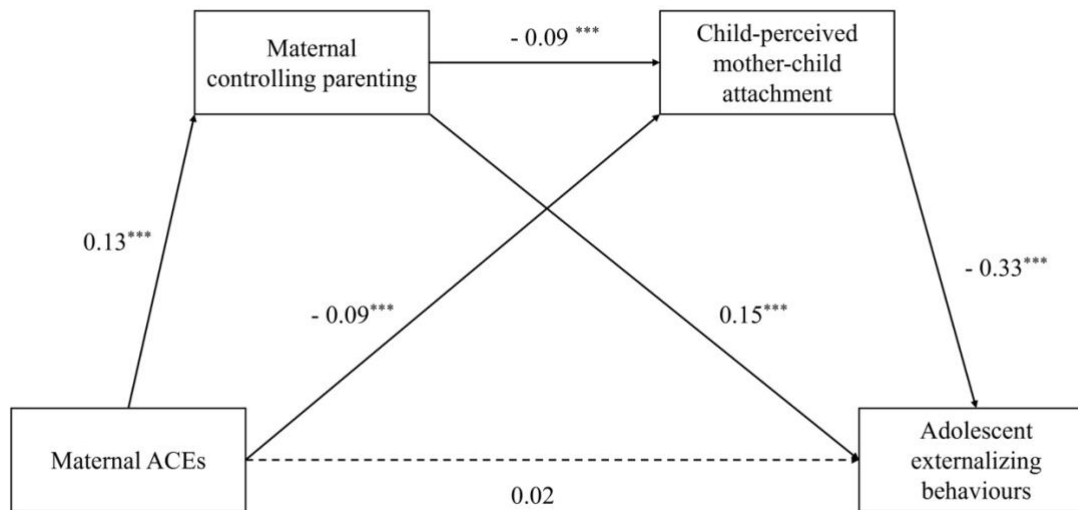 Maternal
controlling parenting
- 0.09 ***
Child-perceived
mother-child
attachment
0.13***
- 0.09***
0.15***
- 0.33***
Maternal ACEs
0.02
Adolescent
externalizing
behaviours